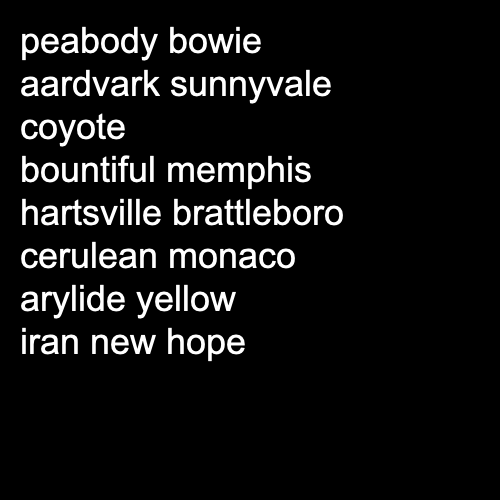 peabody bowie
aardvark sunnyvale
coyote
bountiful memphis
hartsville brattleboro
cerulean monaco
arylide yellow
iran new hope